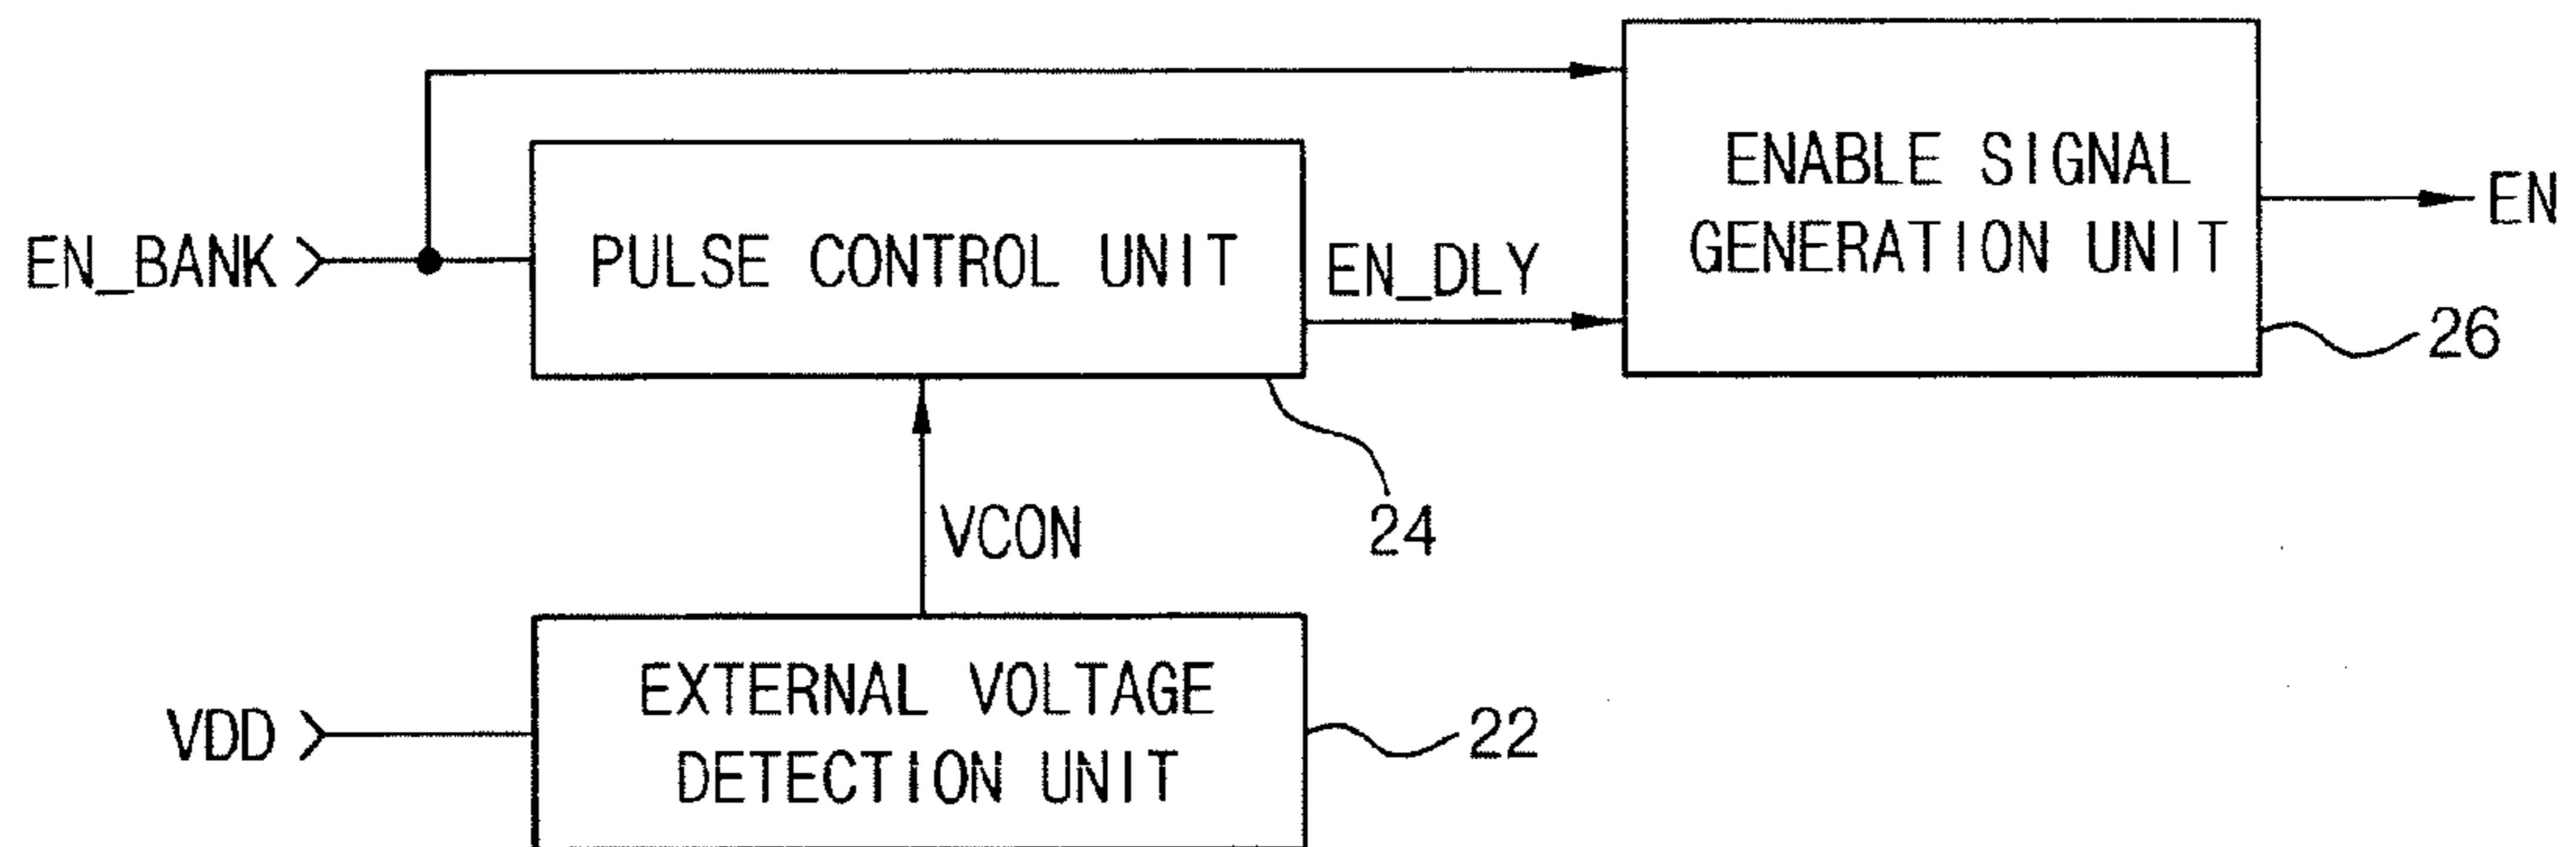 ENABLE SIGNAL
GENERATION UNIT
EN
EN_BANK
PULSE CONTROL UNIT
EN_DLY
26
VCON
24
EXTERNAL VOLTAGE
DETECTION UNIT
VDD
22